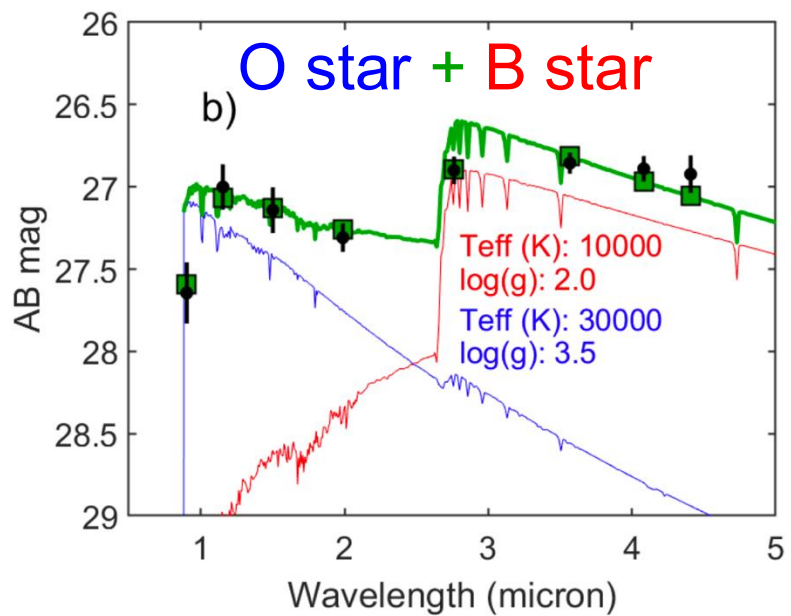 O star + B star
b)
26
26.5
27
27.5
28
28.5
29
AB mag
Teff (K): 10000
log(g): 2.0
Teff (K): 30000
log(g): 3.5
1 2 3 4 5
Wavelength (micron)